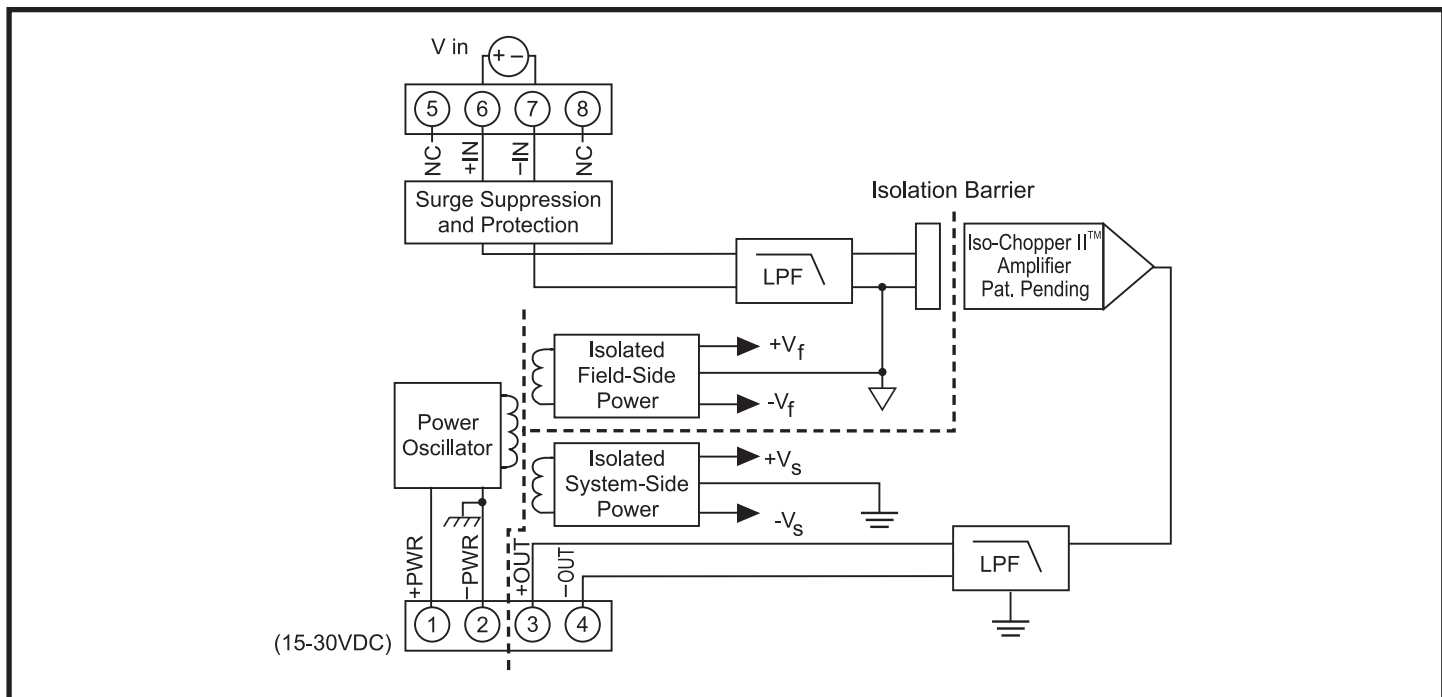 V in
+ −
5 6 7 8
NC +IN −IN NC
Surge Suppression
and Protection
Isolation Barrier
LPF
Iso-Chopper II™
Amplifier
Pat. Pending
Isolated
Field-Side
Power
+Vf
-Vf
Power
Oscillator
Isolated
System-Side
Power
+Vs
-Vs
+PWR −PWR +OUT −OUT
LPF
(15-30VDC) 1 2 3 4